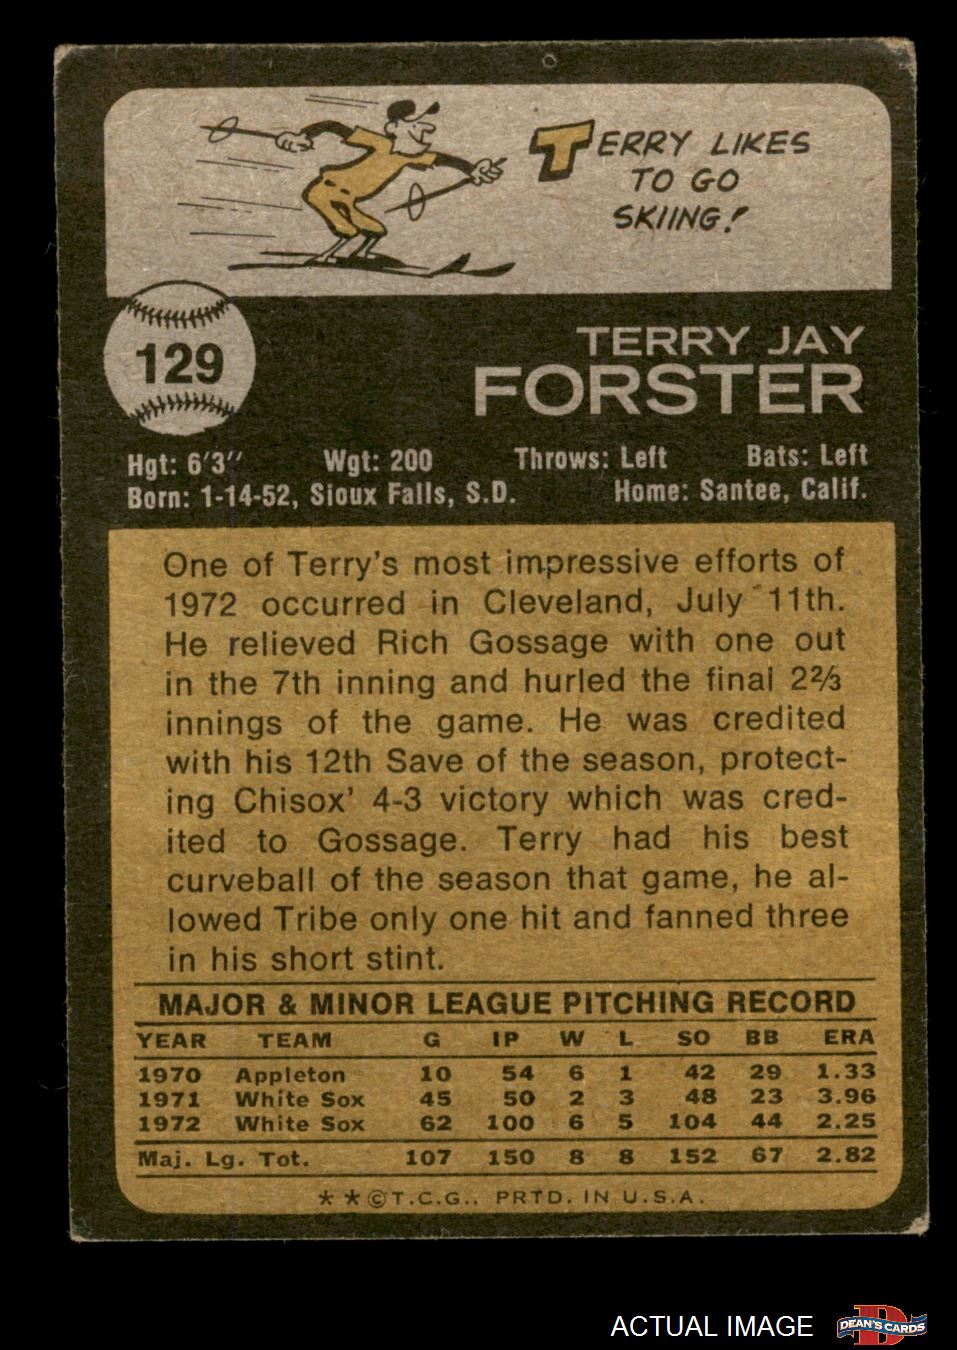 TERRY LIKES
TO GO
SKIING!
129
TERRY JAY
FORSTER
Hgt: 6'3" Wgt: 200 Throws: Left Bats: Left
Born: 1-14-52, Sioux Falls, S.D. Home: Santee, Calif.
One of Terry's most impressive efforts of
1972 occurred in Cleveland, July 11th.
He relieved Rich Gossage with one out
in the 7th inning and hurled the final 2⅔
innings of the game. He was credited
with his 12th Save of the season, protect-
ing Chisox' 4-3 victory which was cred-
ited to Gossage. Terry had his best
curveball of the season that game, he al-
lowed Tribe only one hit and fanned three
in his short stint.
MAJOR & MINOR LEAGUE PITCHING RECORD
YEAR TEAM G IP W L SO BB ERA
1970 Appleton 10 54 6 1 42 29 1.33
1971 White Sox 45 50 2 3 48 23 3.96
1972 White Sox 62 100 6 5 104 44 2.25
Maj. Lg. Tot. 107 150 8 8 152 67 2.82
**©T.C.G.. PRTD. IN U.S.A.
ACTUAL IMAGE
D
DEAN'S CARDS